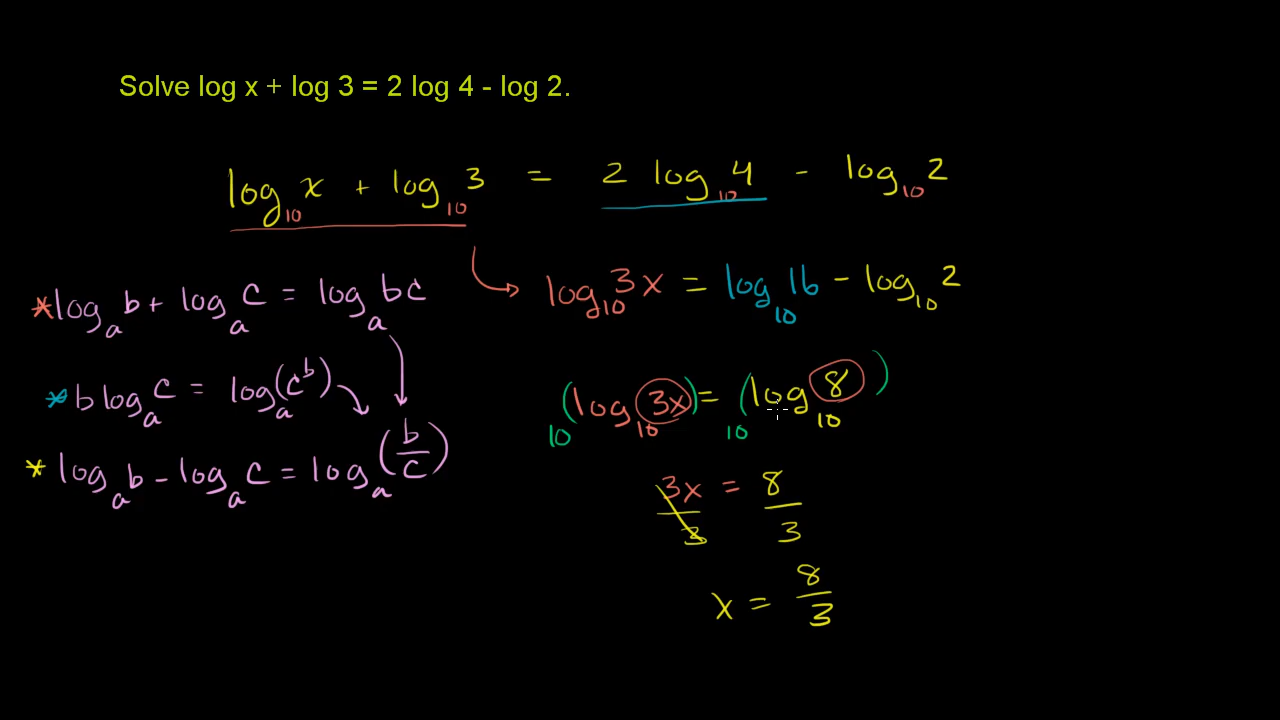 Solve log x + log 3 = 2 log 4 - log 2.
log₁₀ x + log₁₀ 3 = 2 log₁₀ 4 - log₁₀ 2
*logₐ b + logₐ c = logₐ bc
log₁₀ 3x = log₁₀ 16 - log₁₀ 2
*b logₐ c = logₐ(c^b)
10^(log₁₀ 3x) = 10^(log₁₀ 8)
*logₐ b - logₐ c = logₐ(b/c)
3x/3 = 8/3
x = 8/3